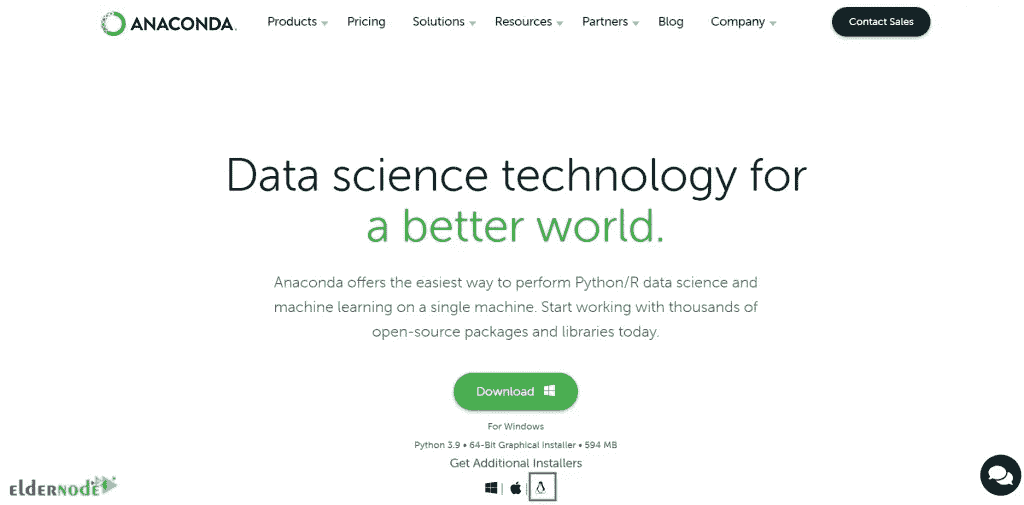 ANACONDA.
Products
Pricing
Solutions
Resources
Partners
Blog
Company
Contact Sales
Data science technology for
a better world.
Anaconda offers the easiest way to perform Python/R data science and
machine learning on a single machine. Start working with thousands of
open-source packages and libraries today.
Download
For Windows
Python 3.9 • 64-Bit Graphical Installer • 594 MB
Get Additional Installers
elderNode